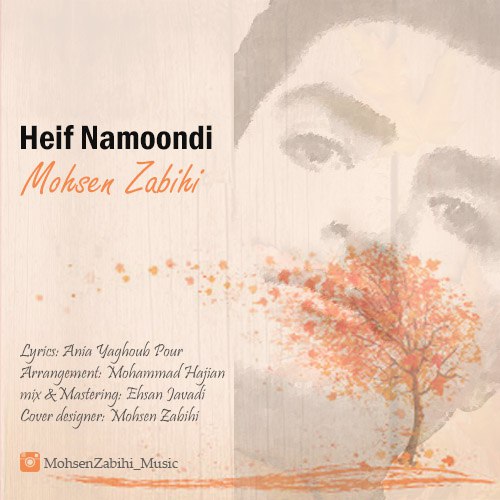 Heif Namoondi
Mohsen Zabihi
Lyrics: Ania Yaghoub Pour
Arrangement: Mohammad Hajian
mix & Mastering: Ehsan Javadi
Cover designer: Mohsen Zabihi
MohsenZabihi_Music